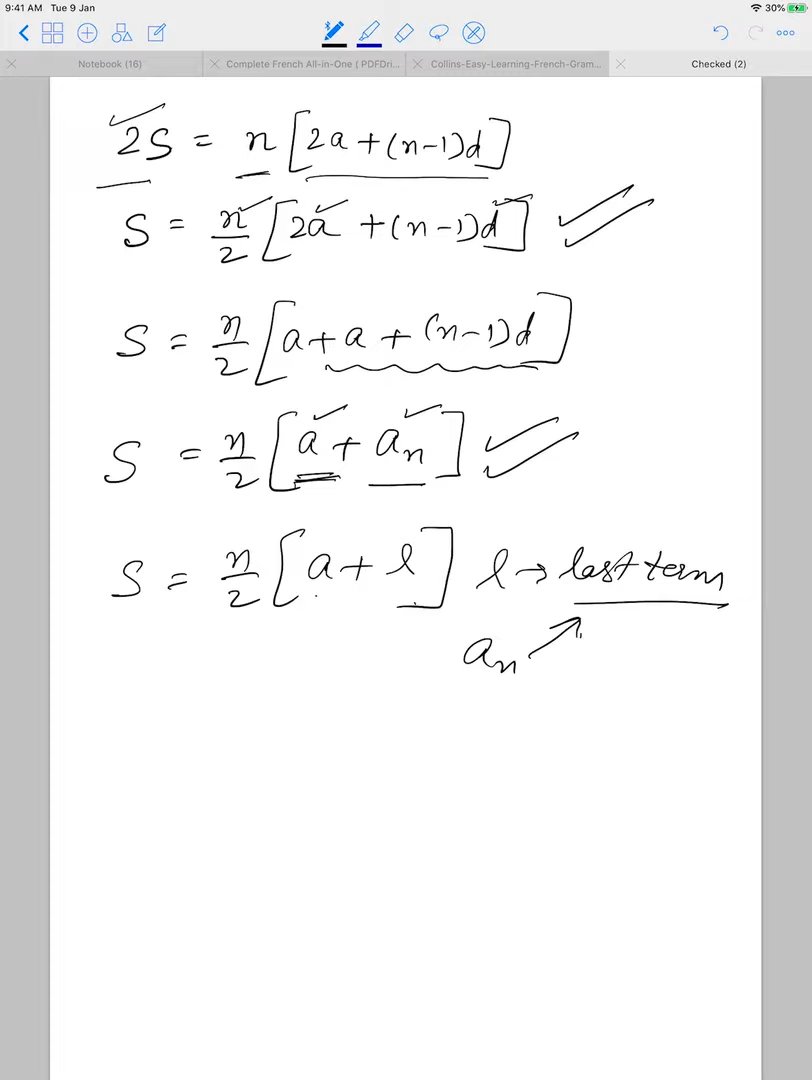 9:41 AM Tue 9 Jan 30%
Notebook (16) Complete French All-in-One ( PDFDri... Collins-Easy-Learning-French-Gram... Checked (2)
2S = n [2a + (n-1)d]
S = n/2 [2a + (n-1)d]
S = n/2 [a + a + (n-1)d]
S = n/2 [a + aₙ]
S = n/2 [a + l] l → last term
aₙ